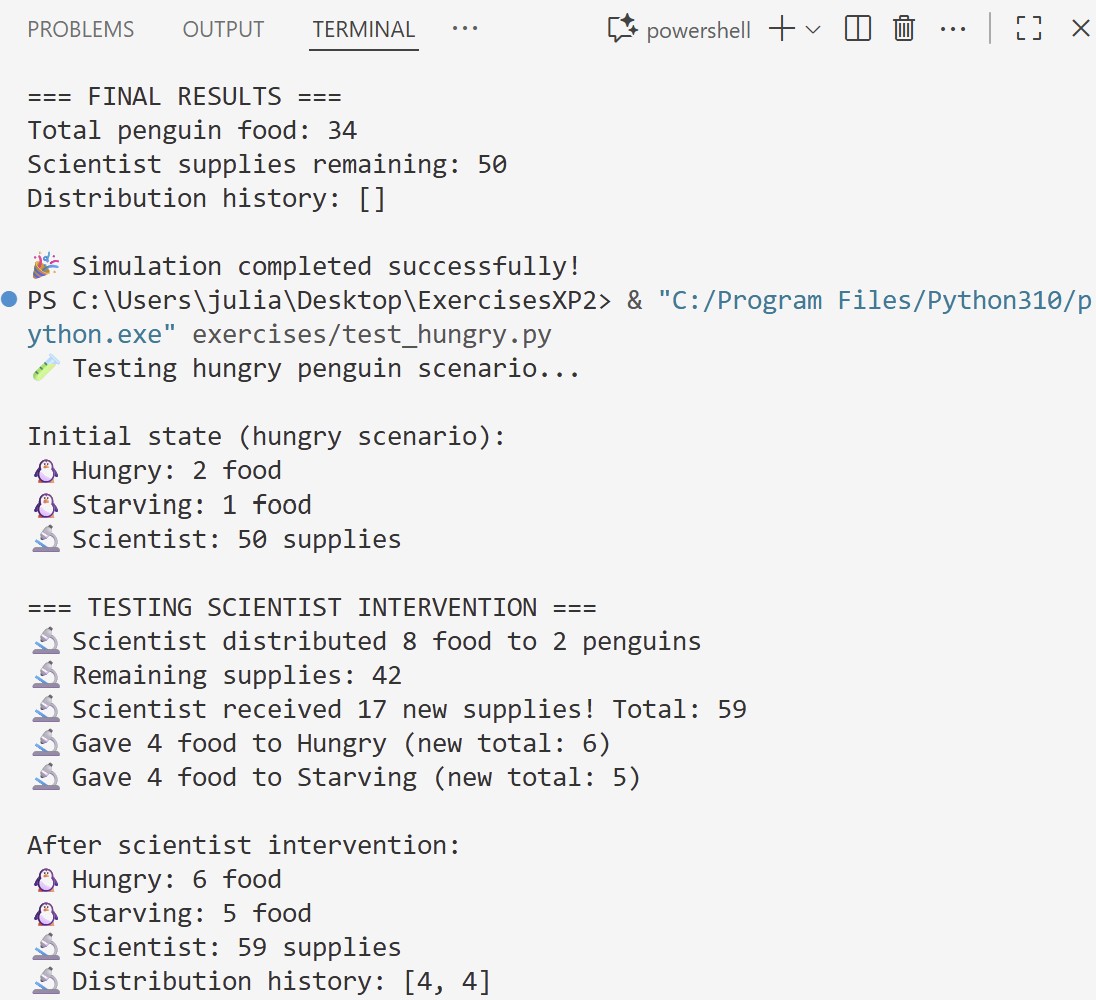 PROBLEMS OUTPUT TERMINAL ··· powershell
=== FINAL RESULTS ===
Total penguin food: 34
Scientist supplies remaining: 50
Distribution history: []
🎉 Simulation completed successfully!
PS C:\Users\julia\Desktop\ExercisesXP2> & "C:/Program Files/Python310/p
ython.exe" exercises/test_hungry.py
🧪 Testing hungry penguin scenario...
Initial state (hungry scenario):
🐧 Hungry: 2 food
🐧 Starving: 1 food
🔬 Scientist: 50 supplies
=== TESTING SCIENTIST INTERVENTION ===
🔬 Scientist distributed 8 food to 2 penguins
🔬 Remaining supplies: 42
🔬 Scientist received 17 new supplies! Total: 59
🔬 Gave 4 food to Hungry (new total: 6)
🔬 Gave 4 food to Starving (new total: 5)
After scientist intervention:
🐧 Hungry: 6 food
🐧 Starving: 5 food
🔬 Scientist: 59 supplies
🔬 Distribution history: [4, 4]